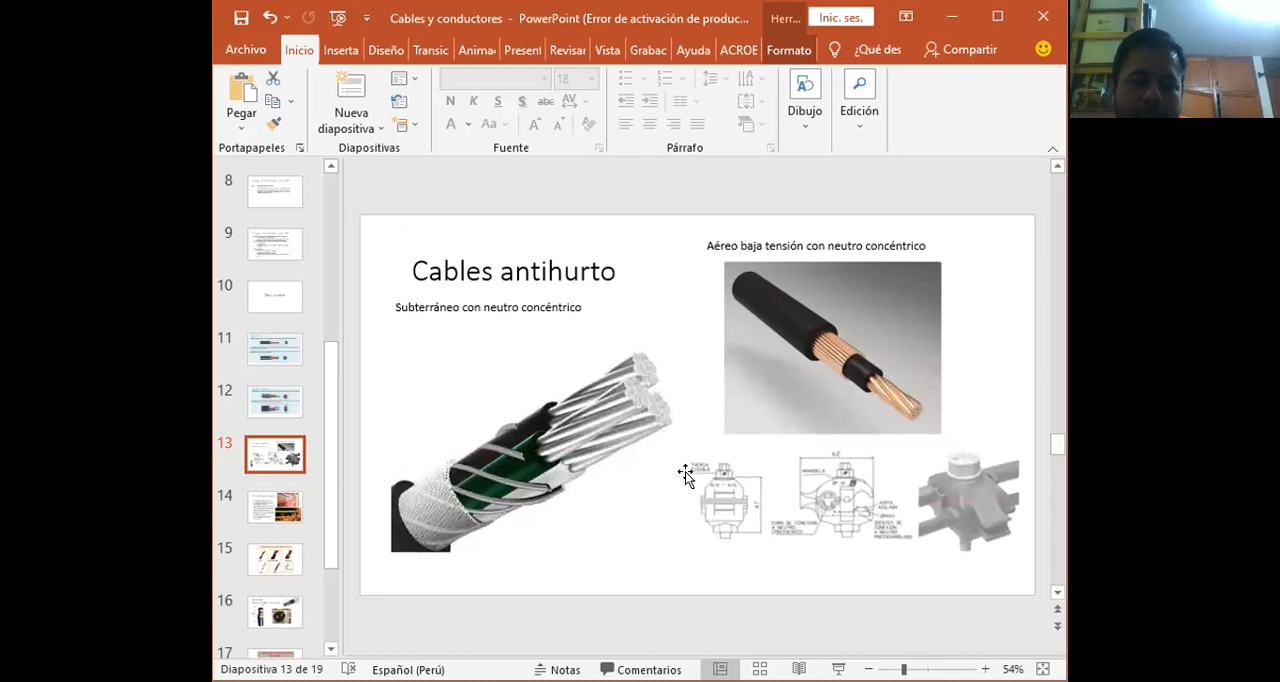 Cables y conductores - PowerPoint (Error de activación de produc...
Herr...
Inic. ses.
Archivo
Inicio
Inserta
Diseño
Transic
Anima
Present
Revisar
Vista
Grabac
Ayuda
ACROE
Formato
¿Qué des
Compartir
Pegar
Nueva
diapositiva
18
N K S S abc AV
A Aa A A
Dibujo
Edición
Portapapeles
Diapositivas
Fuente
Párrafo
8
9
10
11
12
13
14
15
16
17
Aéreo baja tensión con neutro concéntrico
Cables antihurto
Subterráneo con neutro concéntrico
Diapositiva 13 de 19
Español (Perú)
Notas
Comentarios
54%